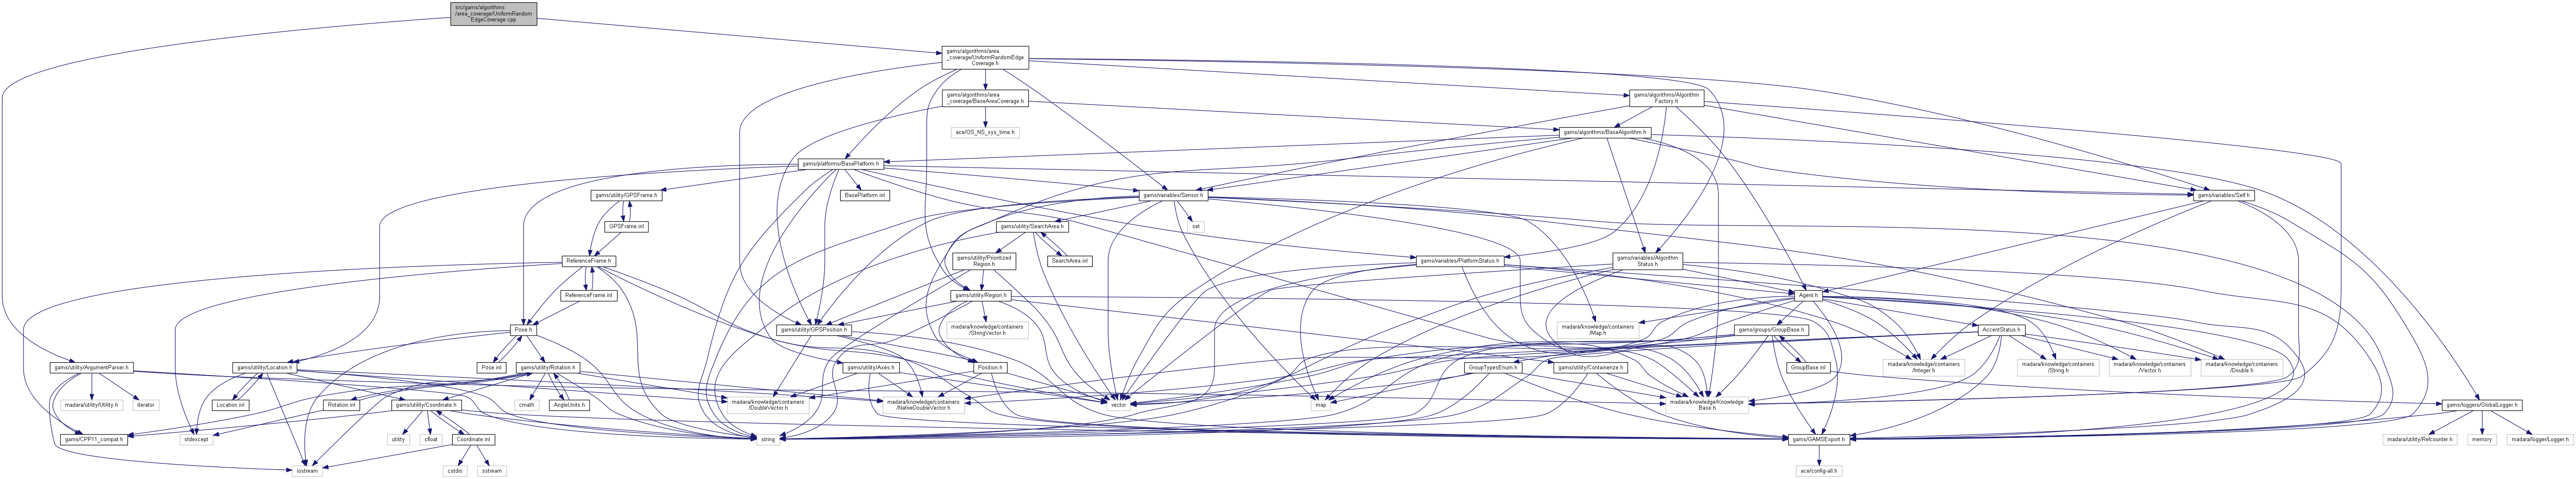 src/gams/algorithms
/area_coverage/UniformRandom
EdgeCoverage.cpp
gams/algorithms/area
_coverage/UniformRandomEdge
Coverage.h
gams/algorithms/area
_coverage/BaseAreaCoverage.h
gams/algorithms/Algorithm
Factory.h
ace/OS_NS_sys_time.h
gams/algorithms/BaseAlgorithm.h
gams/platforms/BasePlatform.h
gams/utility/GPSFrame.h
BasePlatform.inl
gams/variables/Sensor.h
gams/variables/Self.h
GPSFrame.inl
gams/utility/SearchArea.h
set
ReferenceFrame.h
gams/utility/Prioritized
Region.h
SearchArea.inl
gams/variables/PlatformStatus.h
gams/variables/Algorithm
Status.h
ReferenceFrame.inl
gams/utility/Region.h
Agent.h
Pose.h
gams/utility/GPSPosition.h
madara/knowledge/containers
/StringVector.h
madara/knowledge/containers
/Map.h
gams/groups/GroupBase.h
AccentStatus.h
gams/utility/ArgumentParser.h
gams/utility/Location.h
Pose.inl
gams/utility/Rotation.h
gams/utility/Axes.h
Position.h
GroupTypesEnum.h
gams/utility/Containerize.h
GroupBase.inl
madara/knowledge/containers
/Integer.h
madara/knowledge/containers
/String.h
madara/knowledge/containers
/Vector.h
madara/knowledge/containers
/Double.h
madara/utility/Utility.h
iterator
Location.inl
Rotation.inl
gams/utility/Coordinate.h
cmath
AngleUnits.h
madara/knowledge/containers
/DoubleVector.h
madara/knowledge/containers
/NativeDoubleVector.h
vector
map
madara/knowledge/Knowledge
Base.h
gams/loggers/GlobalLogger.h
gams/CPP11_compat.h
stdexcept
utility
cfloat
Coordinate.inl
string
gams/GAMSExport.h
madara/utility/Refcounter.h
memory
madara/logger/Logger.h
iostream
cstdio
sstream
ace/config-all.h